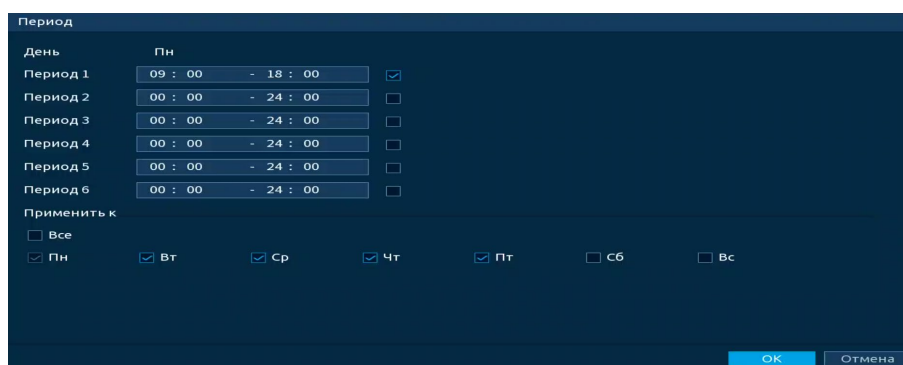 Период
День Пн
Период 1 09 : 00 - 18 : 00
Период 2 00 : 00 - 24 : 00
Период 3 00 : 00 - 24 : 00
Период 4 00 : 00 - 24 : 00
Период 5 00 : 00 - 24 : 00
Период 6 00 : 00 - 24 : 00
Применить к
Все
Пн Вт Ср Чт Пт Сб Вс
OK Отмена